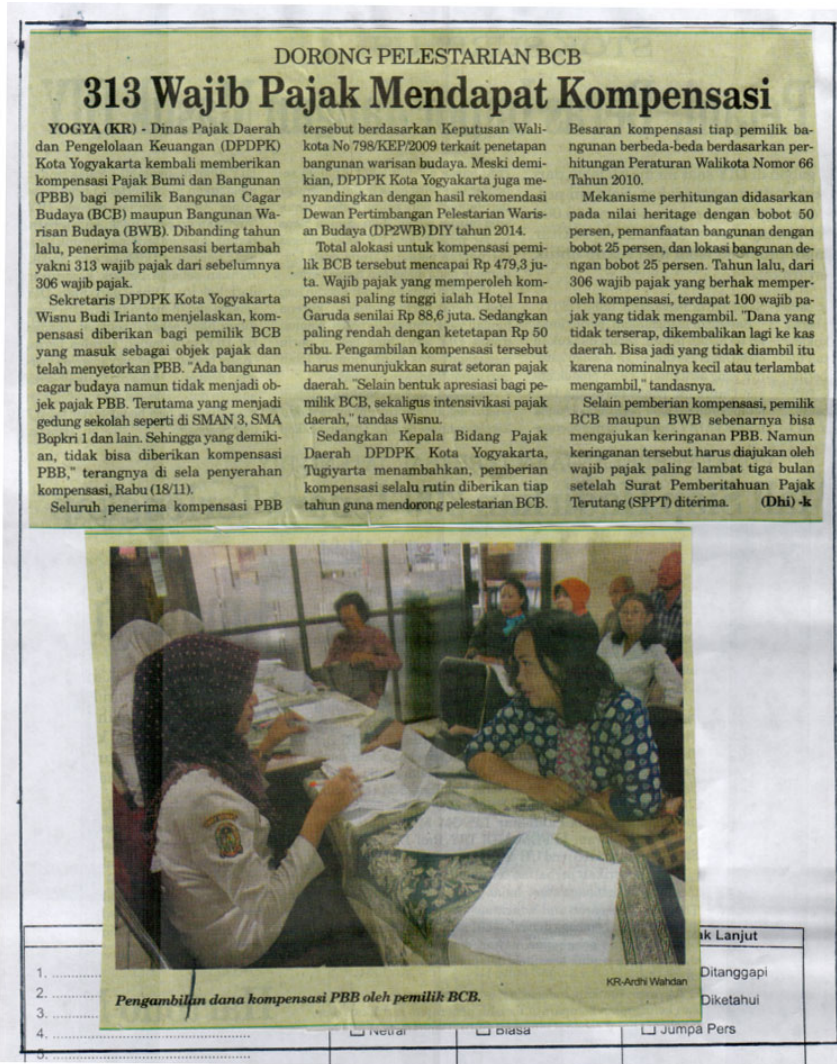 DORONG PELESTARIAN BCB
313 Wajib Pajak Mendapat Kompensasi
YOGYA (KR) - Dinas Pajak Daerah
dan Pengelolaan Keuangan (DPDPK)
Kota Yogyakarta kembali memberikan
kompensasi Pajak Bumi dan Bangunan
(PBB) bagi pemilik Bangunan Cagar
Budaya (BCB) maupun Bangunan Wa-
risan Budaya (BWB). Dibanding tahun
lalu, penerima kompensasi bertambah
yakni 313 wajib pajak dari sebelumnya
306 wajib pajak.
Sekretaris DPDPK Kota Yogyakarta
Wisnu Budi Irianto menjelaskan, kom-
pensasi diberikan bagi pemilik BCB
yang masuk sebagai objek pajak dan
telah menyetorkan PBB. "Ada bangunan
cagar budaya namun tidak menjadi ob-
jek pajak PBB. Terutama yang menjadi
gedung sekolah seperti di SMAN 3, SMA
Bopkri 1 dan lain. Sehingga yang demiki-
an, tidak bisa diberikan kompensasi
PBB," terangnya di sela penyerahan
kompensasi, Rabu (18/11).
Seluruh penerima kompensasi PBB
tersebut berdasarkan Keputusan Wali-
kota No 798/KEP/2009 terkait penetapan
bangunan warisan budaya. Meski demi-
kian, DPDPK Kota Yogyakarta juga me-
nyandingkan dengan hasil rekomendasi
Dewan Pertimbangan Pelestarian Waris-
an Budaya (DP2WB) DIY tahun 2014.
Total alokasi untuk kompensasi pemi-
lik BCB tersebut mencapai Rp 479,3 ju-
ta. Wajib pajak yang memperoleh kom-
pensasi paling tinggi ialah Hotel Inna
Garuda senilai Rp 88,6 juta. Sedangkan
paling rendah dengan ketetapan Rp 50
ribu. Pengambilan kompensasi tersebut
harus menunjukkan surat setoran pajak
daerah. "Selain bentuk apresiasi bagi pe-
milik BCB, sekaligus intensivikasi pajak
daerah," tandas Wisnu.
Sedangkan Kepala Bidang Pajak
Daerah DPDPK Kota Yogyakarta,
Tugiyarta menambahkan, pemberian
kompensasi selalu rutin diberikan tiap
tahun guna mendorong pelestarian BCB.
Besaran kompensasi tiap pemilik ba-
ngunan berbeda-beda berdasarkan per-
hitungan Peraturan Walikota Nomor 66
Tahun 2010.
Mekanisme perhitungan didasarkan
pada nilai heritage dengan bobot 50
persen, pemanfaatan bangunan dengan
bobot 25 persen, dan lokasi bangunan de-
ngan bobot 25 persen. Tahun lalu, dari
306 wajib pajak yang berhak memper-
oleh kompensasi, terdapat 100 wajib pa-
jak yang tidak mengambil. "Dana yang
tidak terserap, dikembalikan lagi ke kas
daerah. Bisa jadi yang tidak diambil itu
karena nominalnya kecil atau terlambat
mengambil," tandasnya.
Selain pemberian kompensasi, pemilik
BCB maupun BWB sebenarnya bisa
mengajukan keringanan PBB. Namun
keringanan tersebut harus diajukan oleh
wajib pajak paling lambat tiga bulan
setelah Surat Pemberitahuan Pajak
Terutang (SPPT) diterima. (Dhi) -k
KR-Ardhi Wahdan
Pengambilan dana kompensasi PBB oleh pemilik BCB.
ak Lanjut
1. Ditanggapi
2. Diketahui
3.
4. Netral Biasa Jumpa Pers